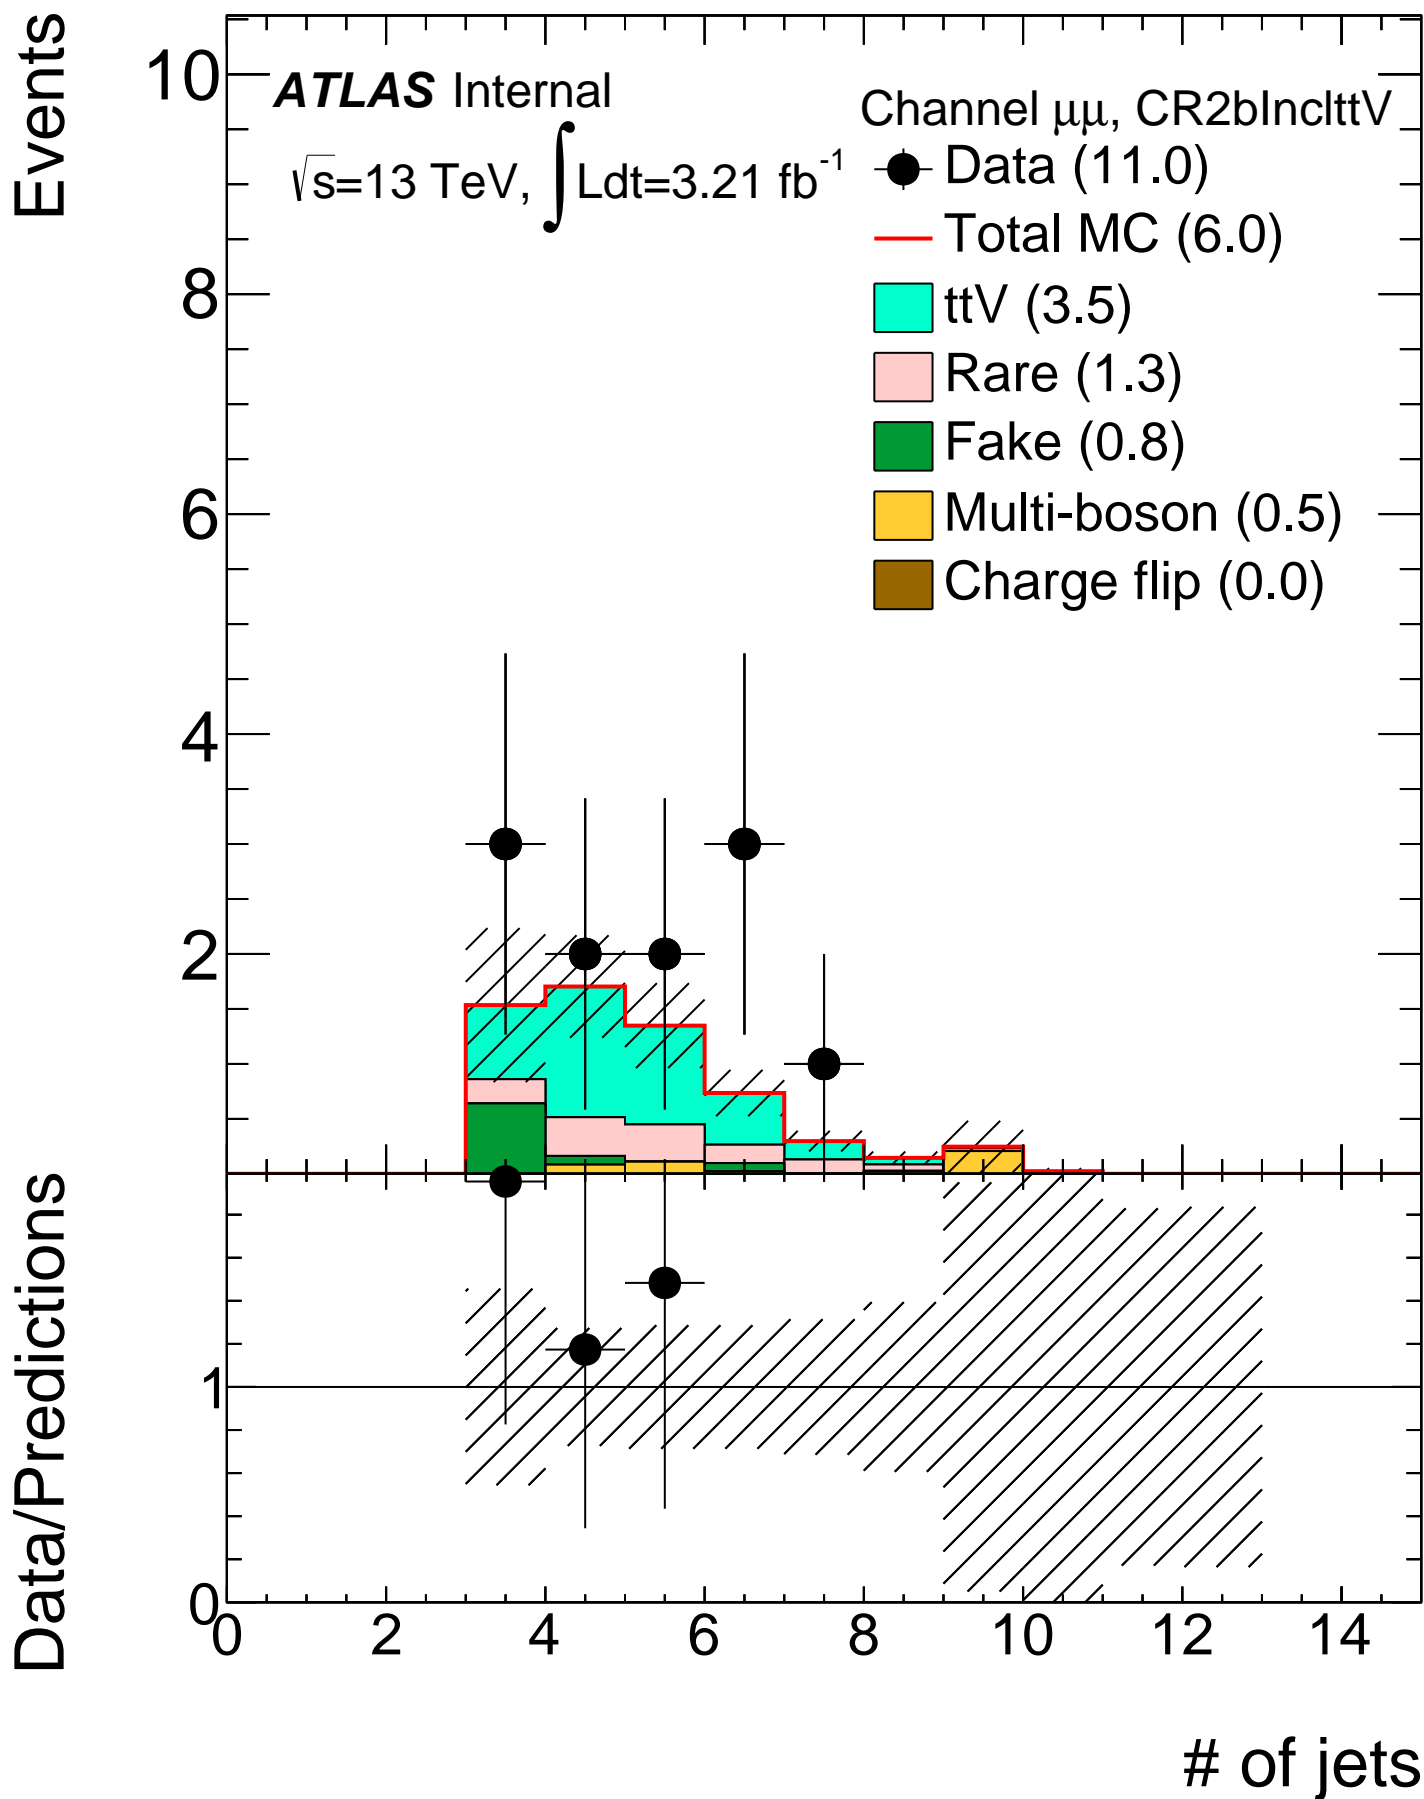 Events
10
8
6
4
2
ATLAS Internal
√s=13 TeV, ∫Ldt=3.21 fb⁻¹
Channel μμ, CR2bInclttV
Data (11.0)
Total MC (6.0)
ttV (3.5)
Rare (1.3)
Fake (0.8)
Multi-boson (0.5)
Charge flip (0.0)
Data/Predictions
1
0
0 2 4 6 8 10 12 14
# of jets